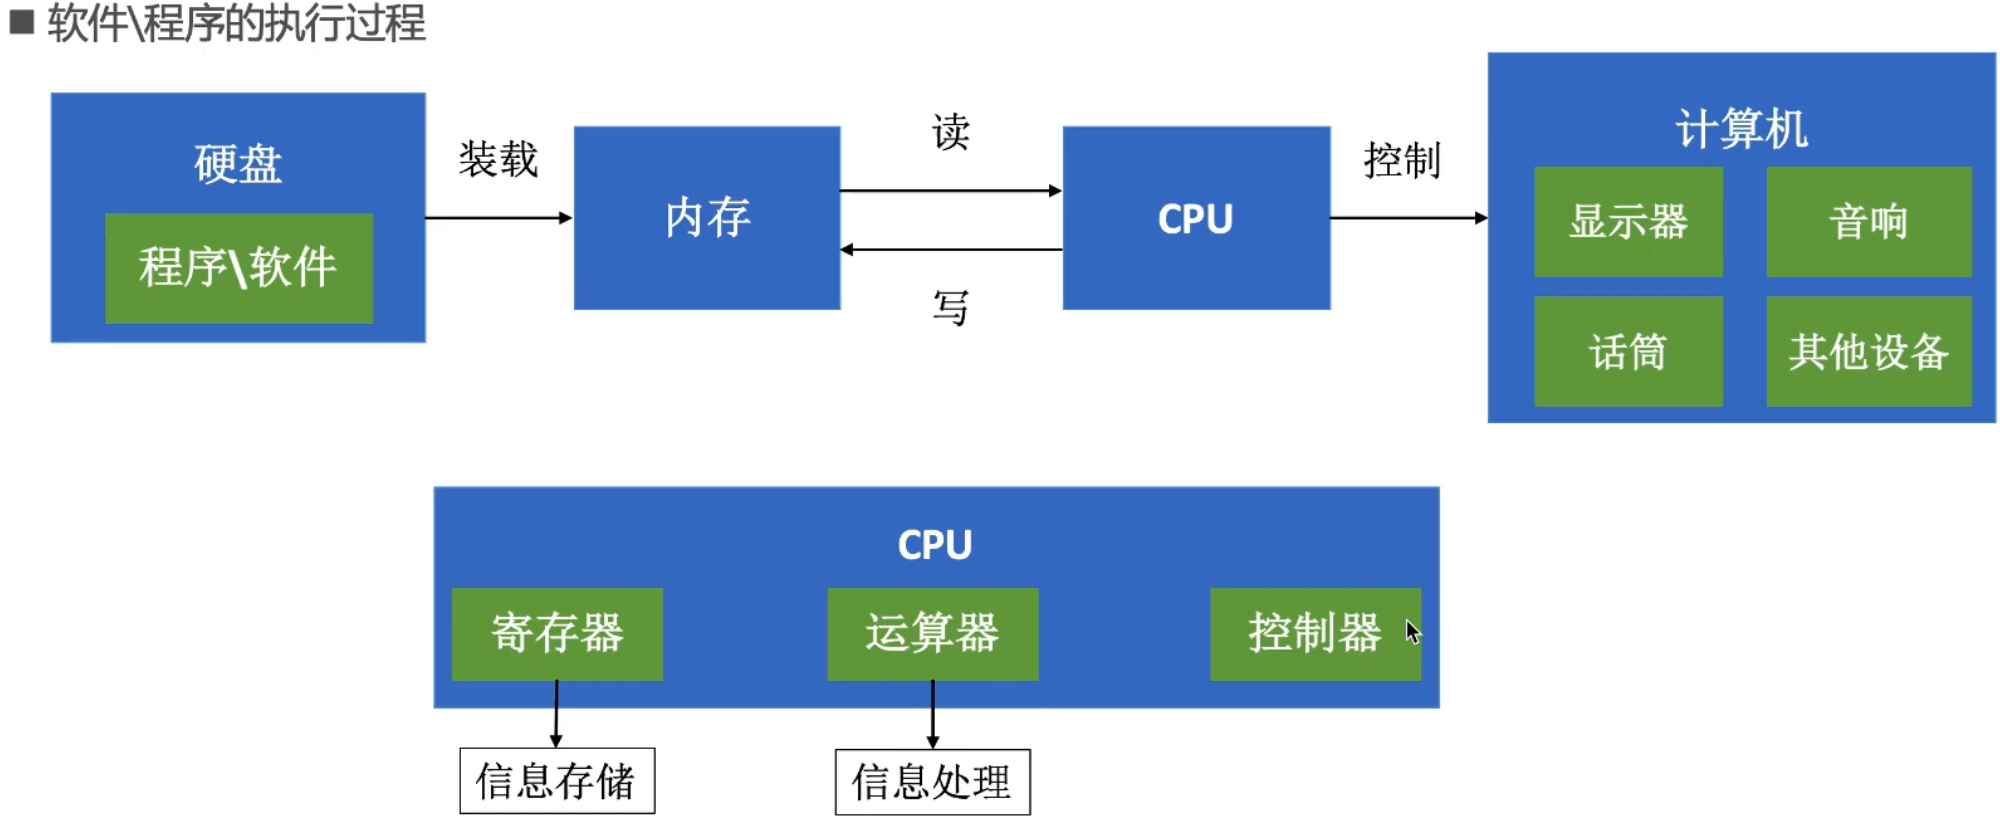 软件\程序的执行过程
硬盘
程序\软件
装载
内存
读
写
CPU
控制
计算机
显示器
音响
话筒
其他设备
CPU
寄存器
运算器
控制器
信息存储
信息处理